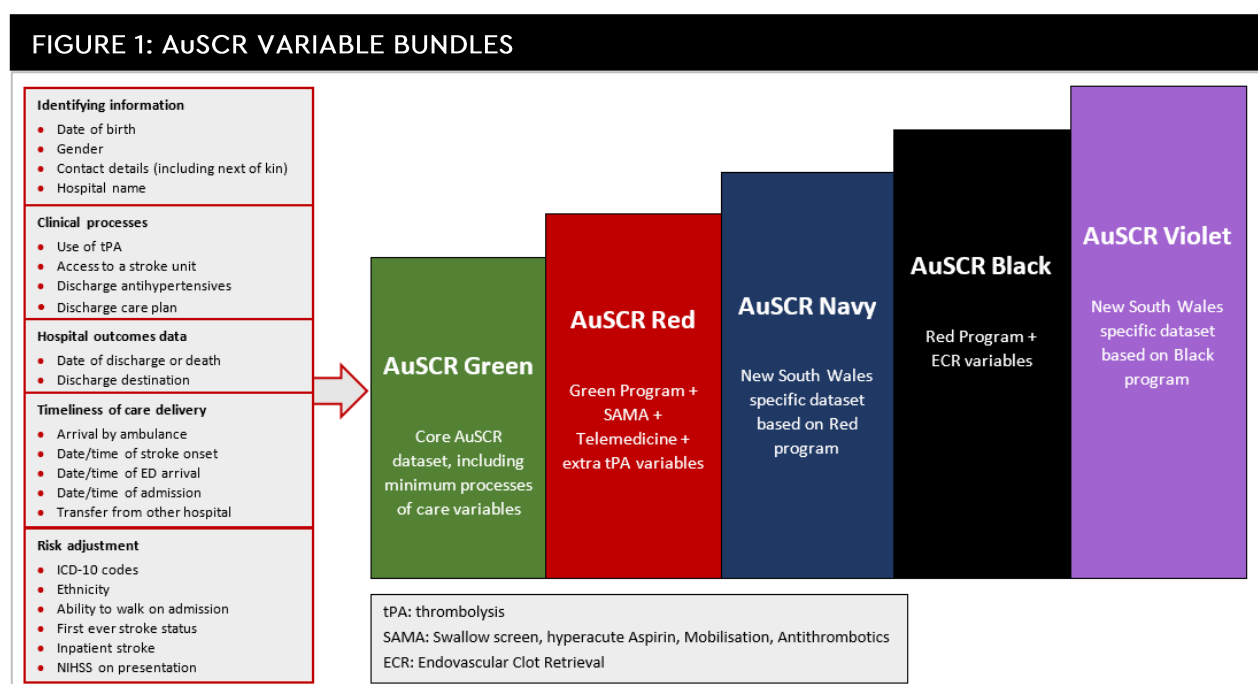 FIGURE 1: AuSCR VARIABLE BUNDLES
Identifying information
• Date of birth
• Gender
• Contact details (including next of kin)
• Hospital name
Clinical processes
• Use of tPA
• Access to a stroke unit
• Discharge antihypertensives
• Discharge care plan
Hospital outcomes data
• Date of discharge or death
• Discharge destination
Timeliness of care delivery
• Arrival by ambulance
• Date/time of stroke onset
• Date/time of ED arrival
• Date/time of admission
• Transfer from other hospital
Risk adjustment
• ICD-10 codes
• Ethnicity
• Ability to walk on admission
• First ever stroke status
• Inpatient stroke
• NIHSS on presentation
AuSCR Green
Core AuSCR
dataset, including
minimum processes
of care variables
AuSCR Red
Green Program +
SAMA +
Telemedicine +
extra tPA variables
AuSCR Navy
New South Wales
specific dataset
based on Red
program
AuSCR Black
Red Program +
ECR variables
AuSCR Violet
New South Wales
specific dataset
based on Black
program
tPA: thrombolysis
SAMA: Swallow screen, hyperacute Aspirin, Mobilisation, Antithrombotics
ECR: Endovascular Clot Retrieval